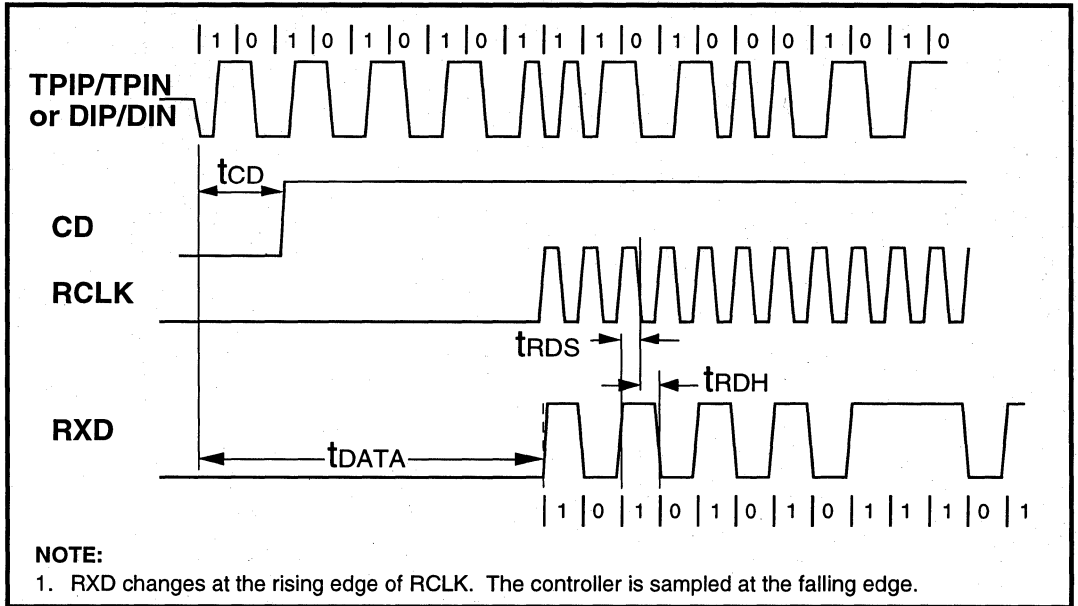 1 0 1 0 1 0 1 0 1 1 1 0 1 0 0 0 1 0 1 0
TPIP/TPIN
or DIP/DIN
tCD
CD
RCLK
tRDS
tRDH
RXD
tDATA
1 0 1 0 1 0 1 0 1 1 1 0 1
NOTE:
1. RXD changes at the rising edge of RCLK. The controller is sampled at the falling edge.